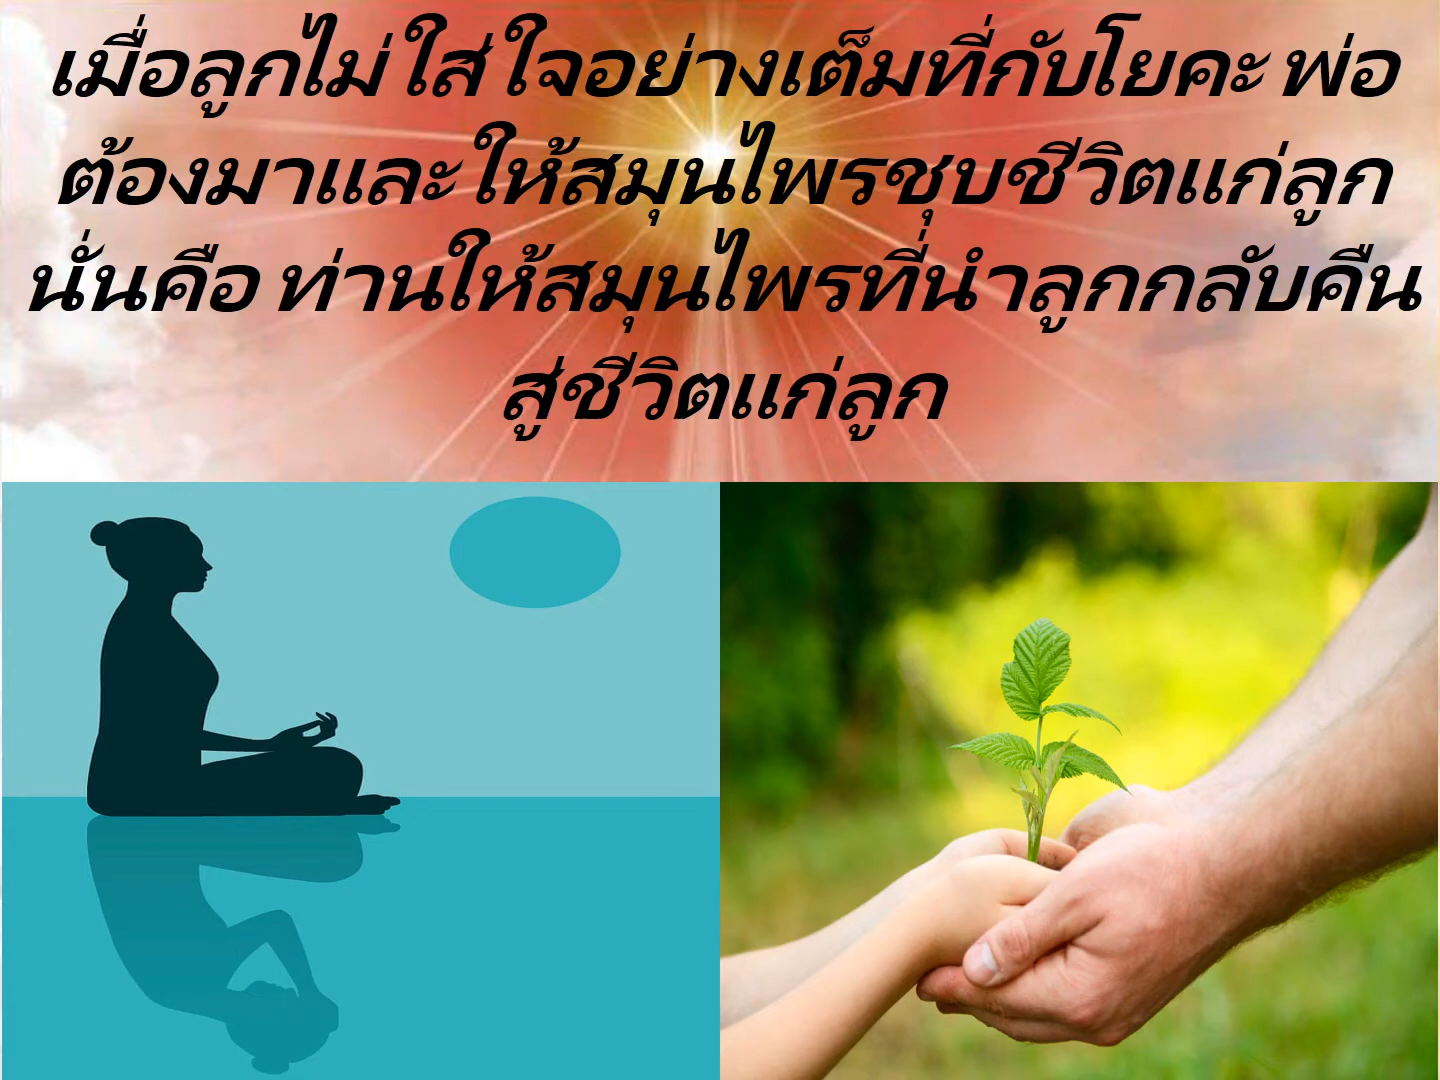 เมื่อลูกไม่ใส่ใจอย่างเต็มที่กับโยคะ พ่อ
ต้องมาและให้สมุนไพรชุบชีวิตแก่ลูก
นั่นคือ ท่านให้สมุนไพรที่นำลูกกลับคืน
สู่ชีวิตแก่ลูก